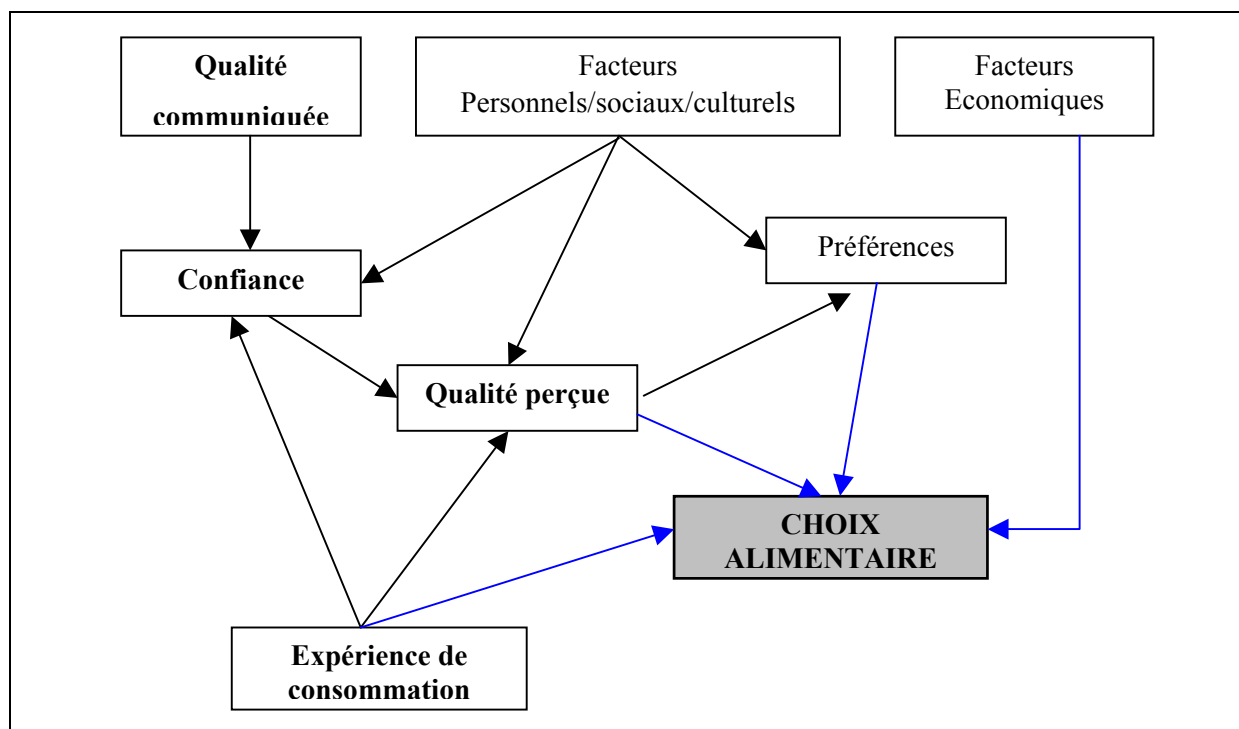 Qualité
communiquée
Facteurs
Personnels/sociaux/culturels
Facteurs
Economiques
Préférences
Confiance
Qualité perçue
CHOIX
ALIMENTAIRE
Expérience de
consommation